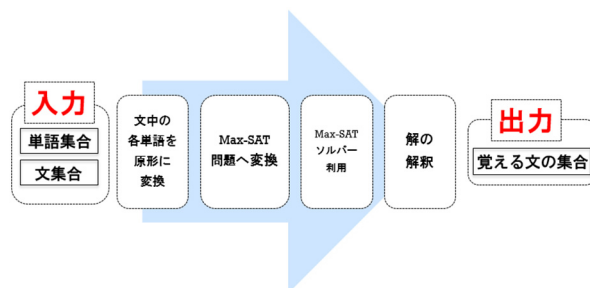 入力
単語集合
文集合
文中の
各単語を
原形に
変換
Max-SAT
問題へ変換
Max-SAT
ソルバー
利用
解の
解釈
出力
覚える文の集合